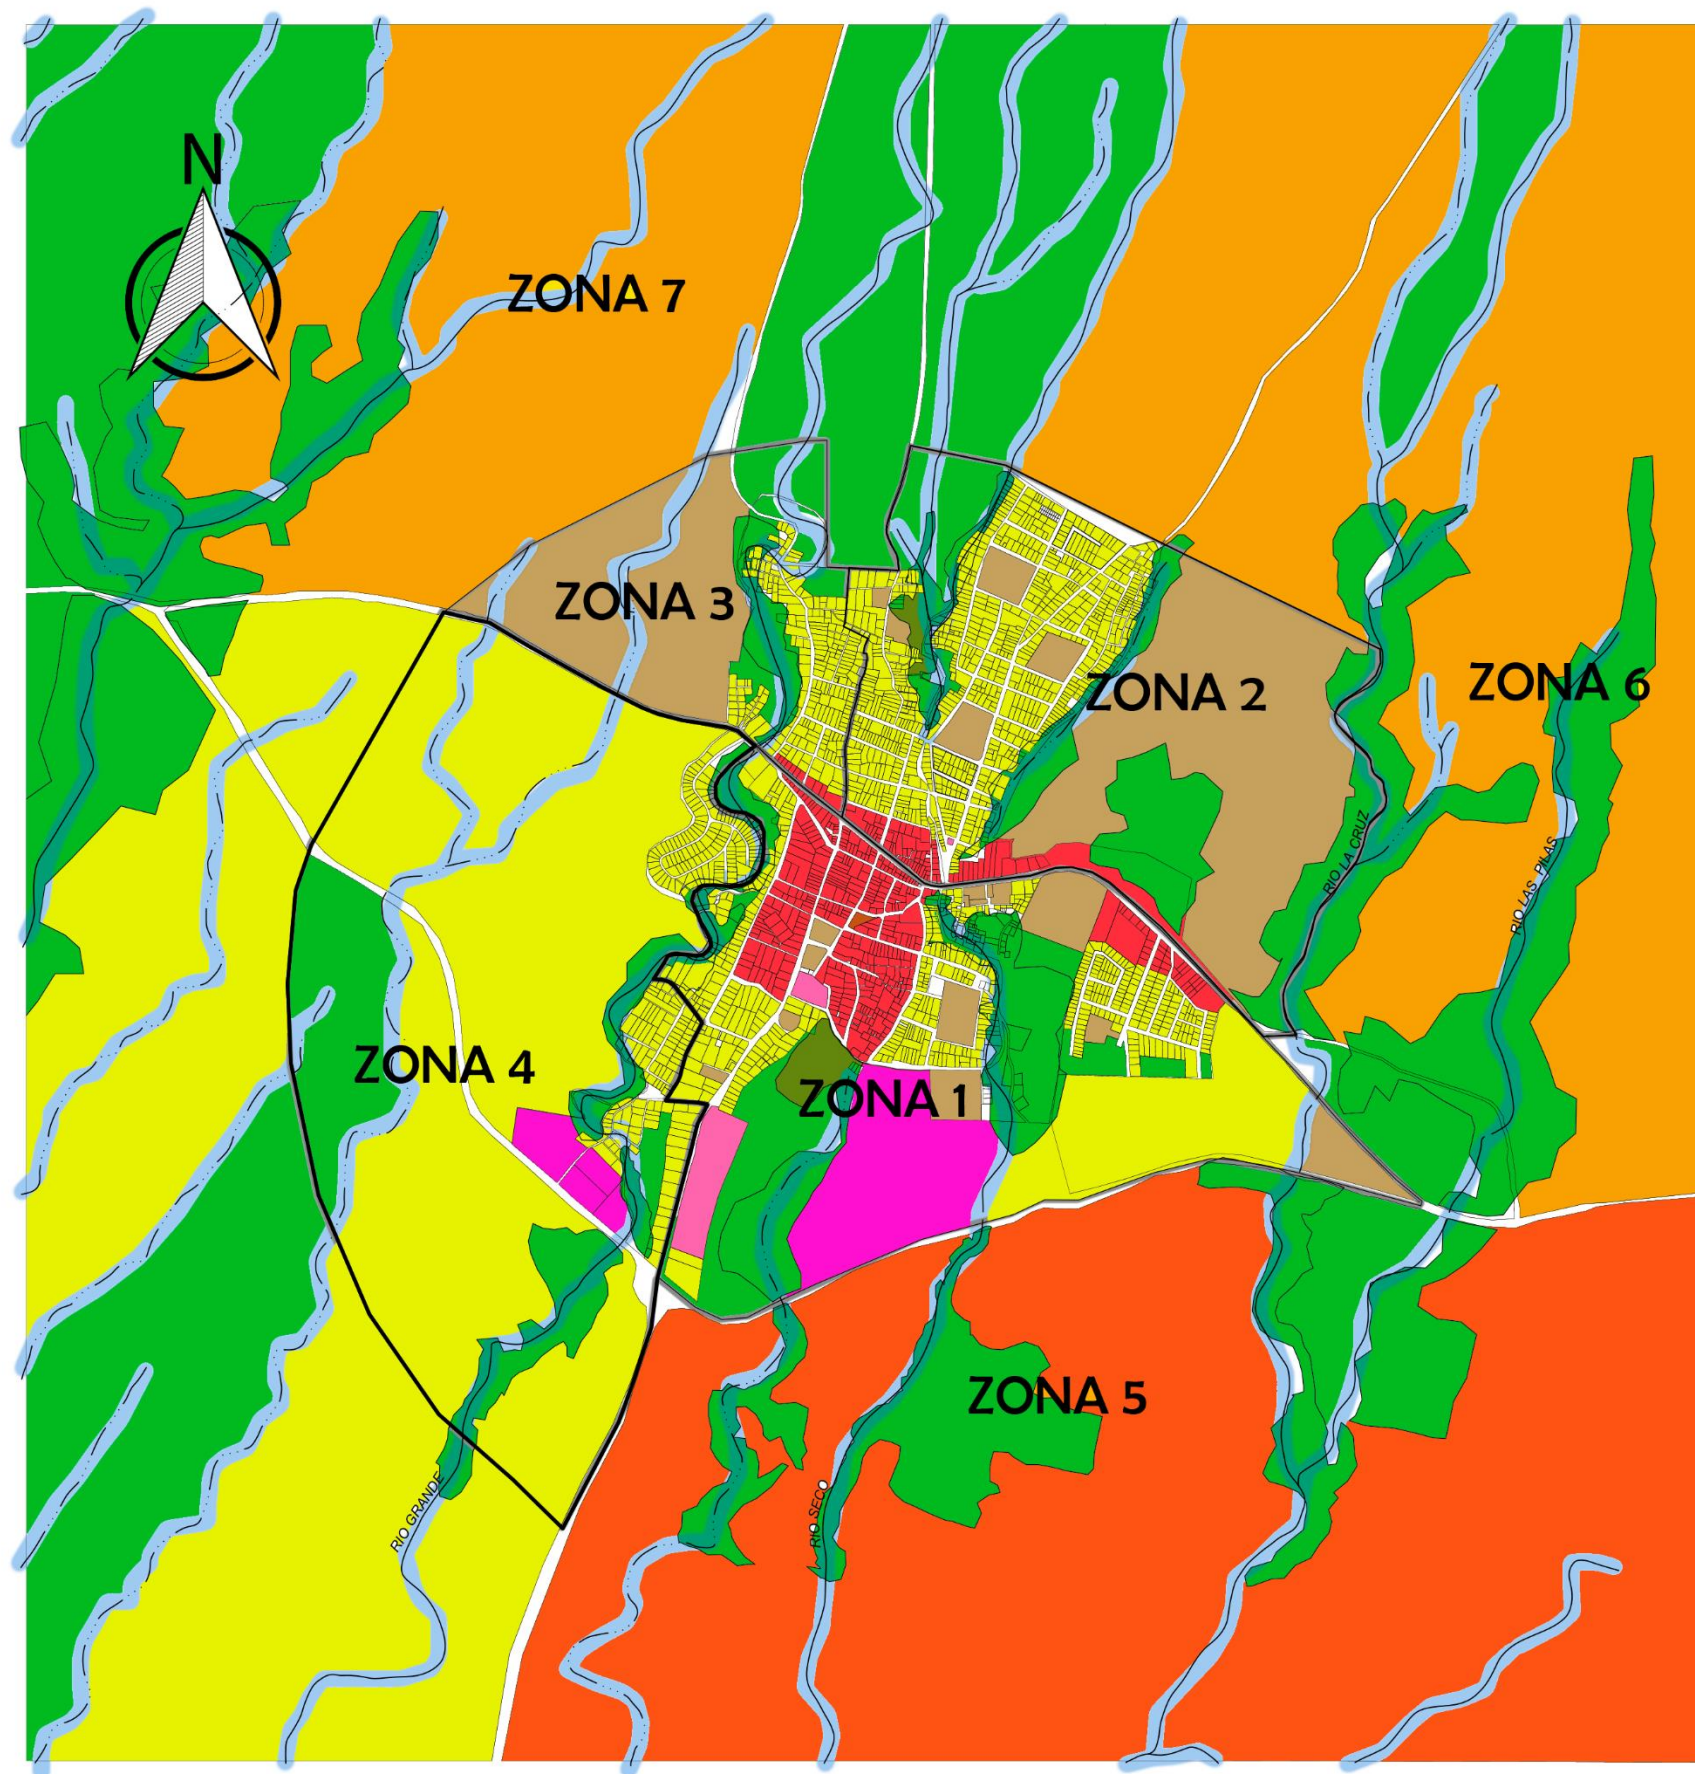 N
ZONA 7
ZONA 3
ZONA 2
ZONA 6
RIO LA CRUZ
RIO LAS PILAS
ZONA 4
ZONA 1
ZONA 5
RIO GRANDE
RIO SECO